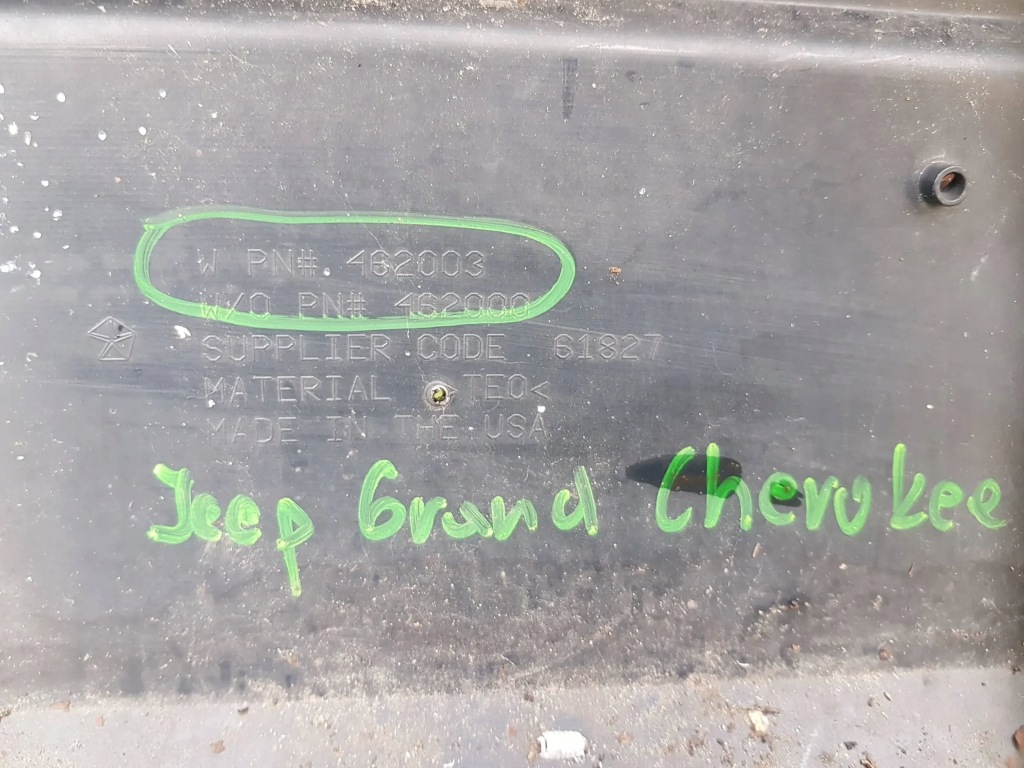 W PN# 462003
W/O PN# 462000
SUPPLIER CODE 61827
MATERIAL >TEO<
MADE IN THE USA
Jeep Grand Cherokee